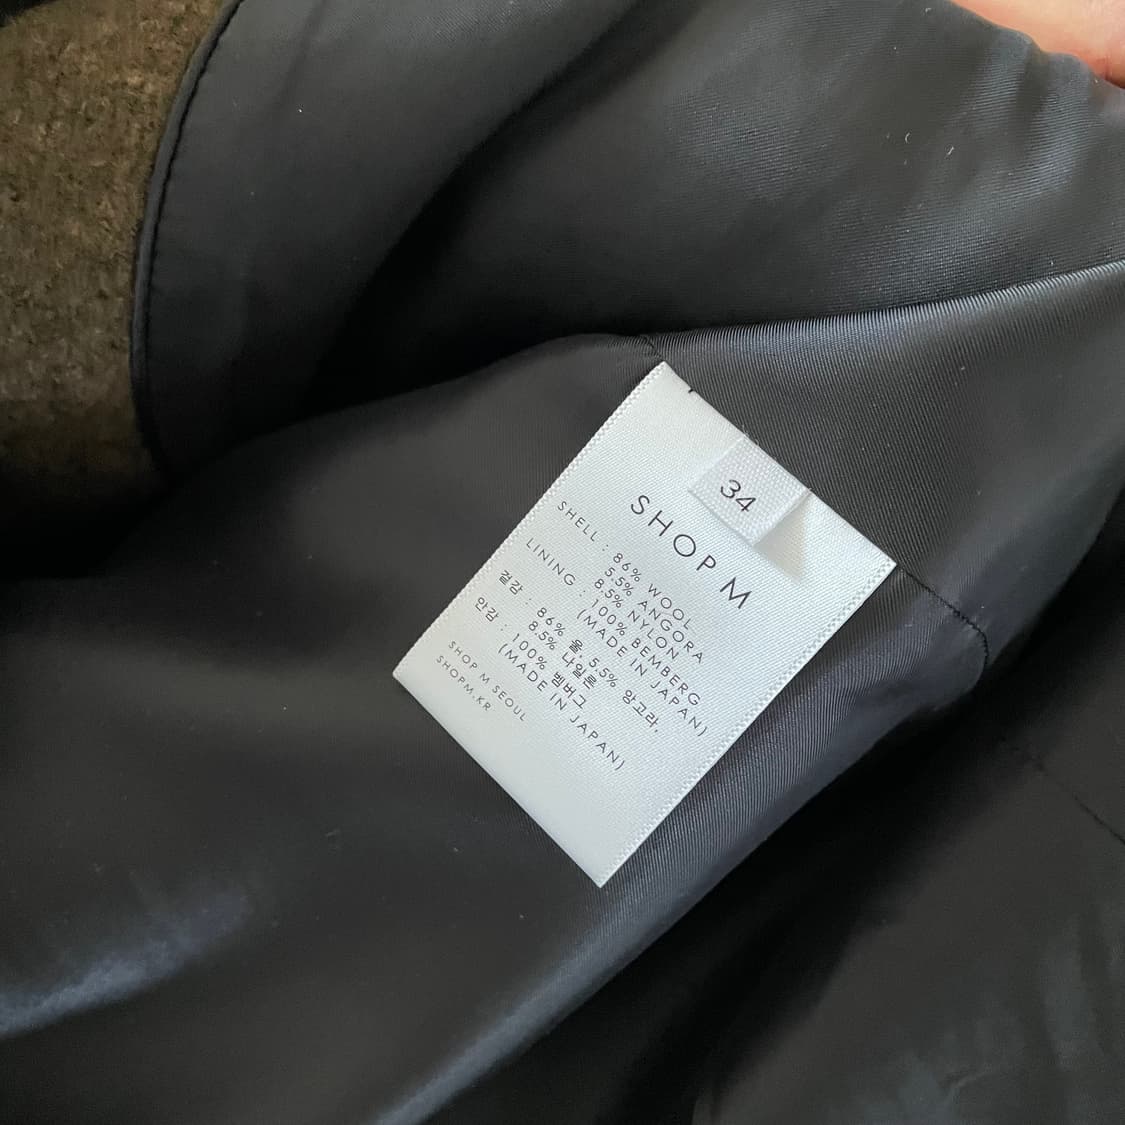 34
SHOP M
SHELL : 86% WOOL
5.5% ANGORA
8.5% NYLON
LINING : 100% BEMBERG
(MADE IN JAPAN)
겉감 : 86% 울, 5.5% 앙고라,
8.5% 나일론
안감 : 100% 벰버그
(MADE IN JAPAN)
SHOP M SEOUL
SHOPM.KR